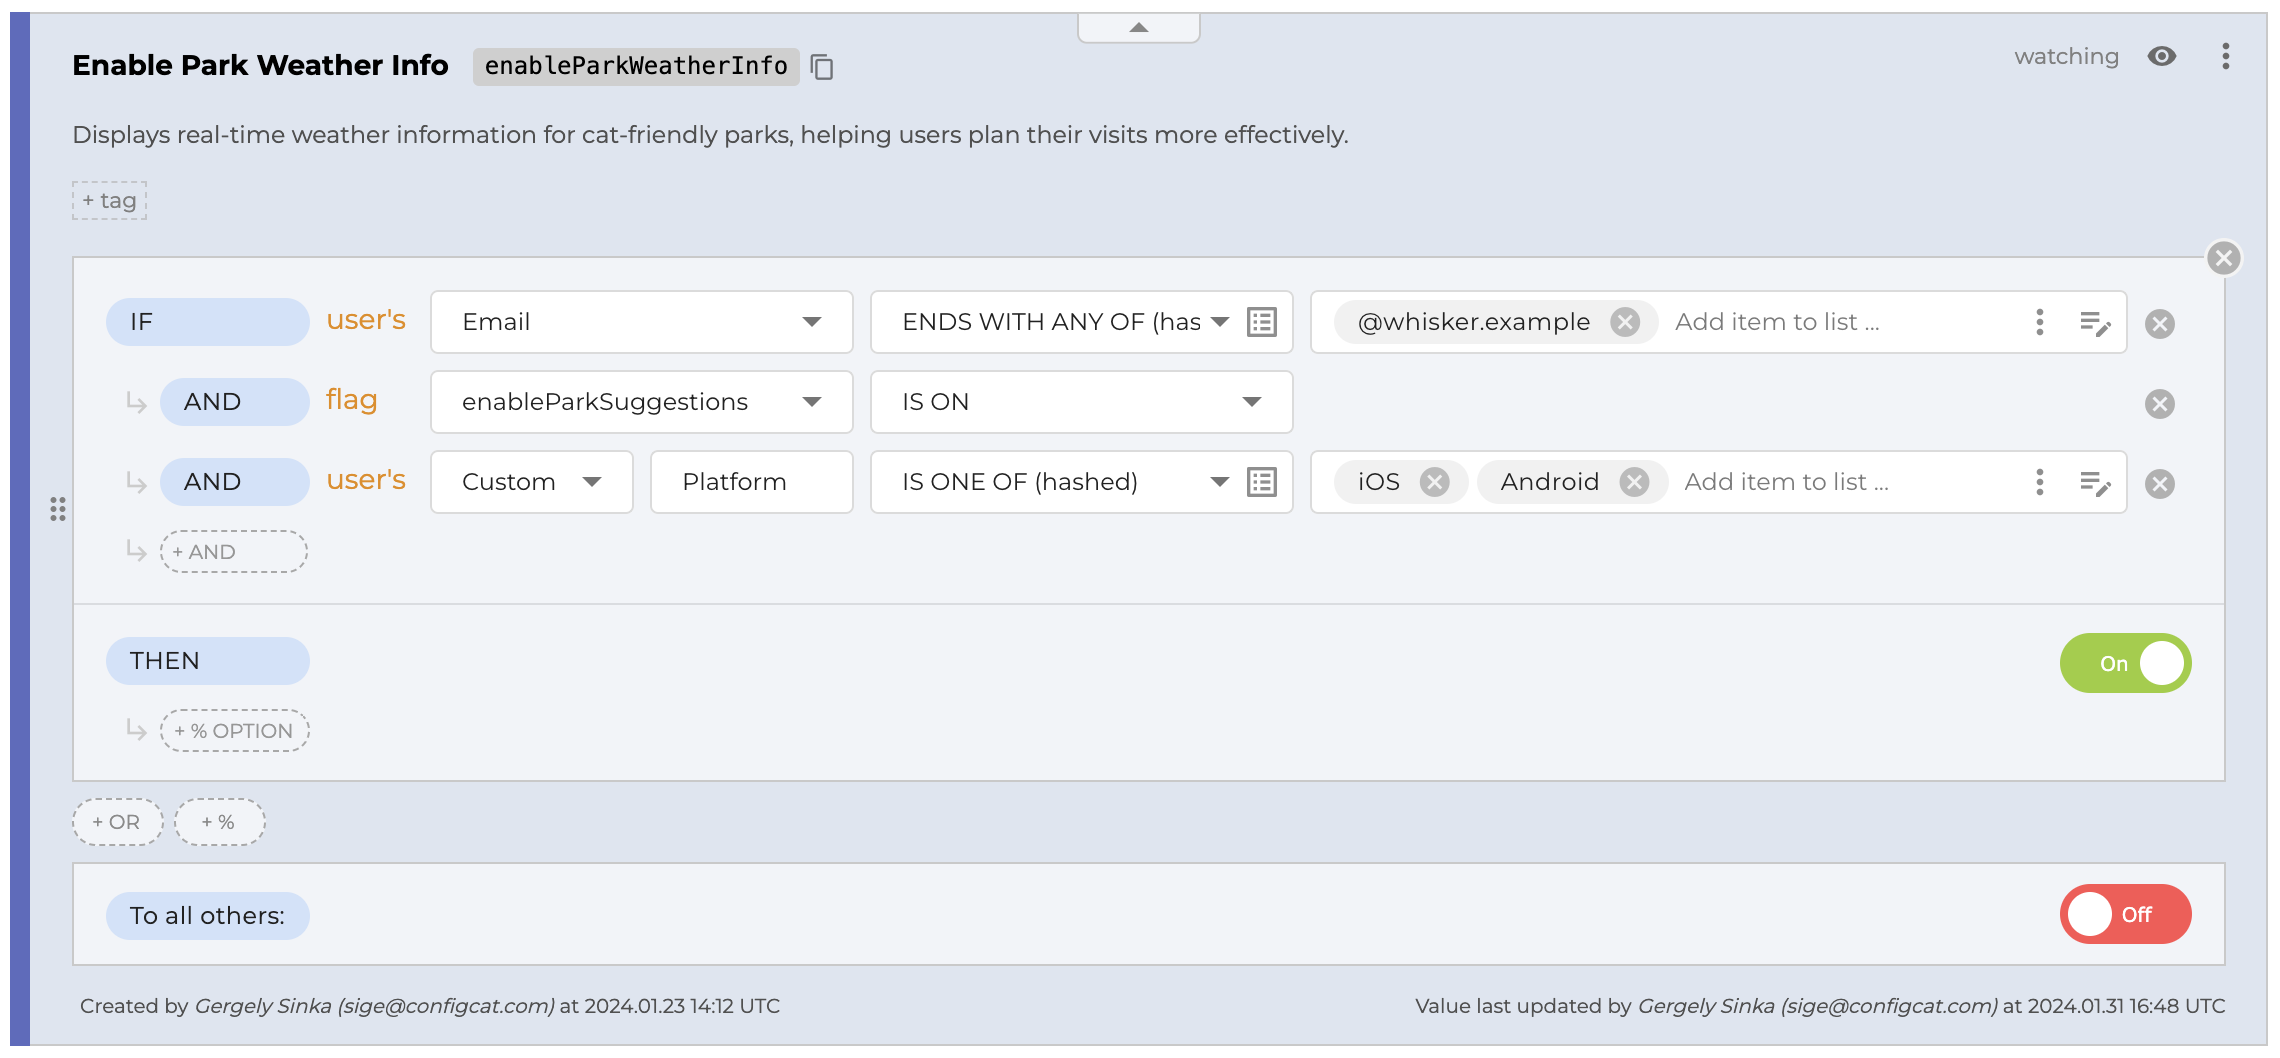 Enable Park Weather Info enableParkWeatherInfo watching
Displays real-time weather information for cat-friendly parks, helping users plan their visits more effectively.
+ tag
IF user's Email ENDS WITH ANY OF (has @whisker.example Add item to list ...
AND flag enableParkSuggestions IS ON
AND user's Custom Platform IS ONE OF (hashed) iOS Android Add item to list ...
+ AND
THEN On
+ % OPTION
+ OR + %
To all others: Off
Created by Gergely Sinka (sige@configcat.com) at 2024.01.23 14:12 UTC Value last updated by Gergely Sinka (sige@configcat.com) at 2024.01.31 16:48 UTC